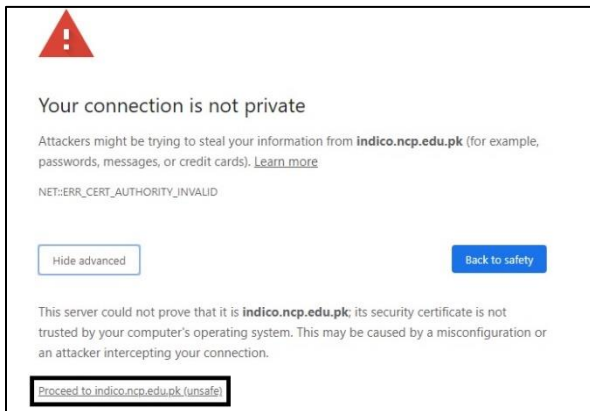 Your connection is not private
Attackers might be trying to steal your information from indico.ncp.edu.pk (for example,
passwords, messages, or credit cards). Learn more
NET::ERR_CERT_AUTHORITY_INVALID
Hide advanced
Back to safety
This server could not prove that it is indico.ncp.edu.pk; its security certificate is not
trusted by your computer's operating system. This may be caused by a misconfiguration or
an attacker intercepting your connection.
Proceed to indico.ncp.edu.pk (unsafe)